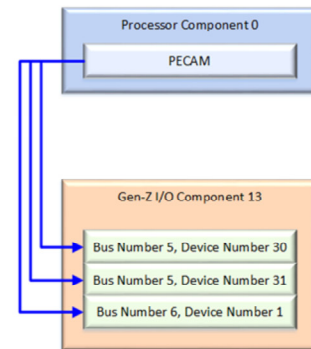 Processor Component 0
PECAM
Gen-Z I/O Component 13
Bus Number 5, Device Number 30
Bus Number 5, Device Number 31
Bus Number 6, Device Number 1